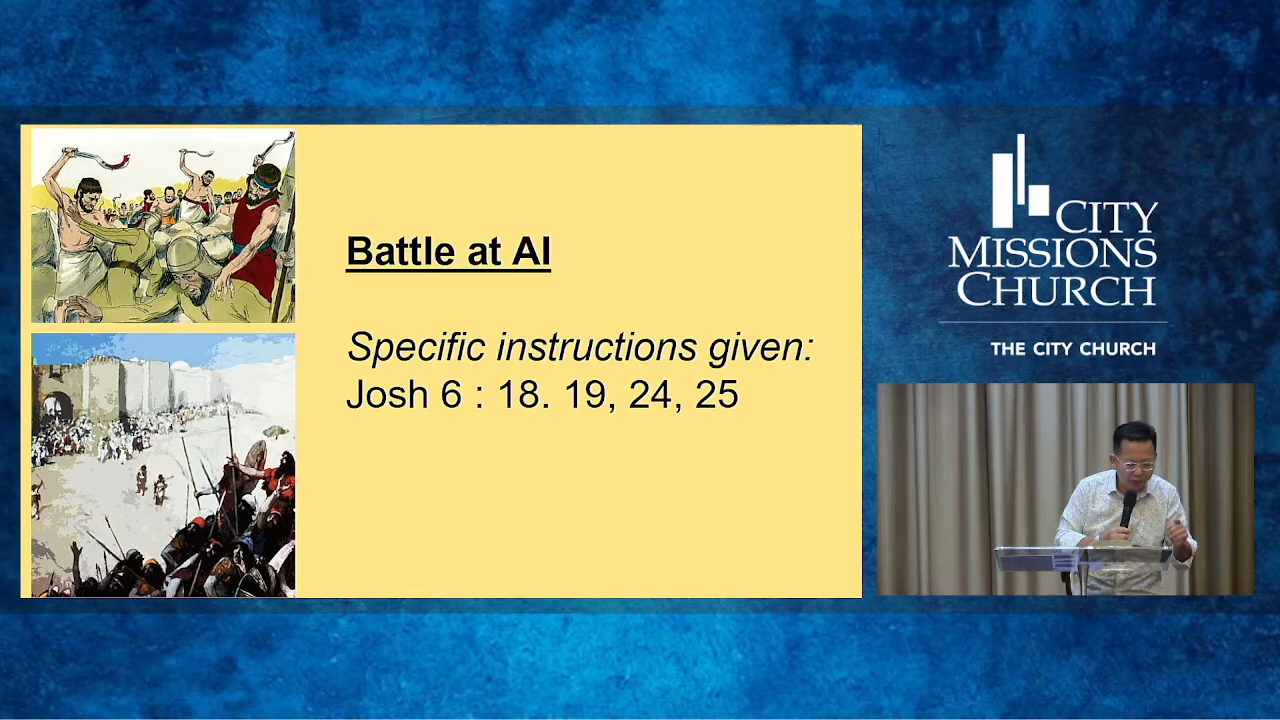 Battle at AI
Specific instructions given:
Josh 6 : 18. 19, 24, 25
CITY
MISSIONS
CHURCH
THE CITY CHURCH